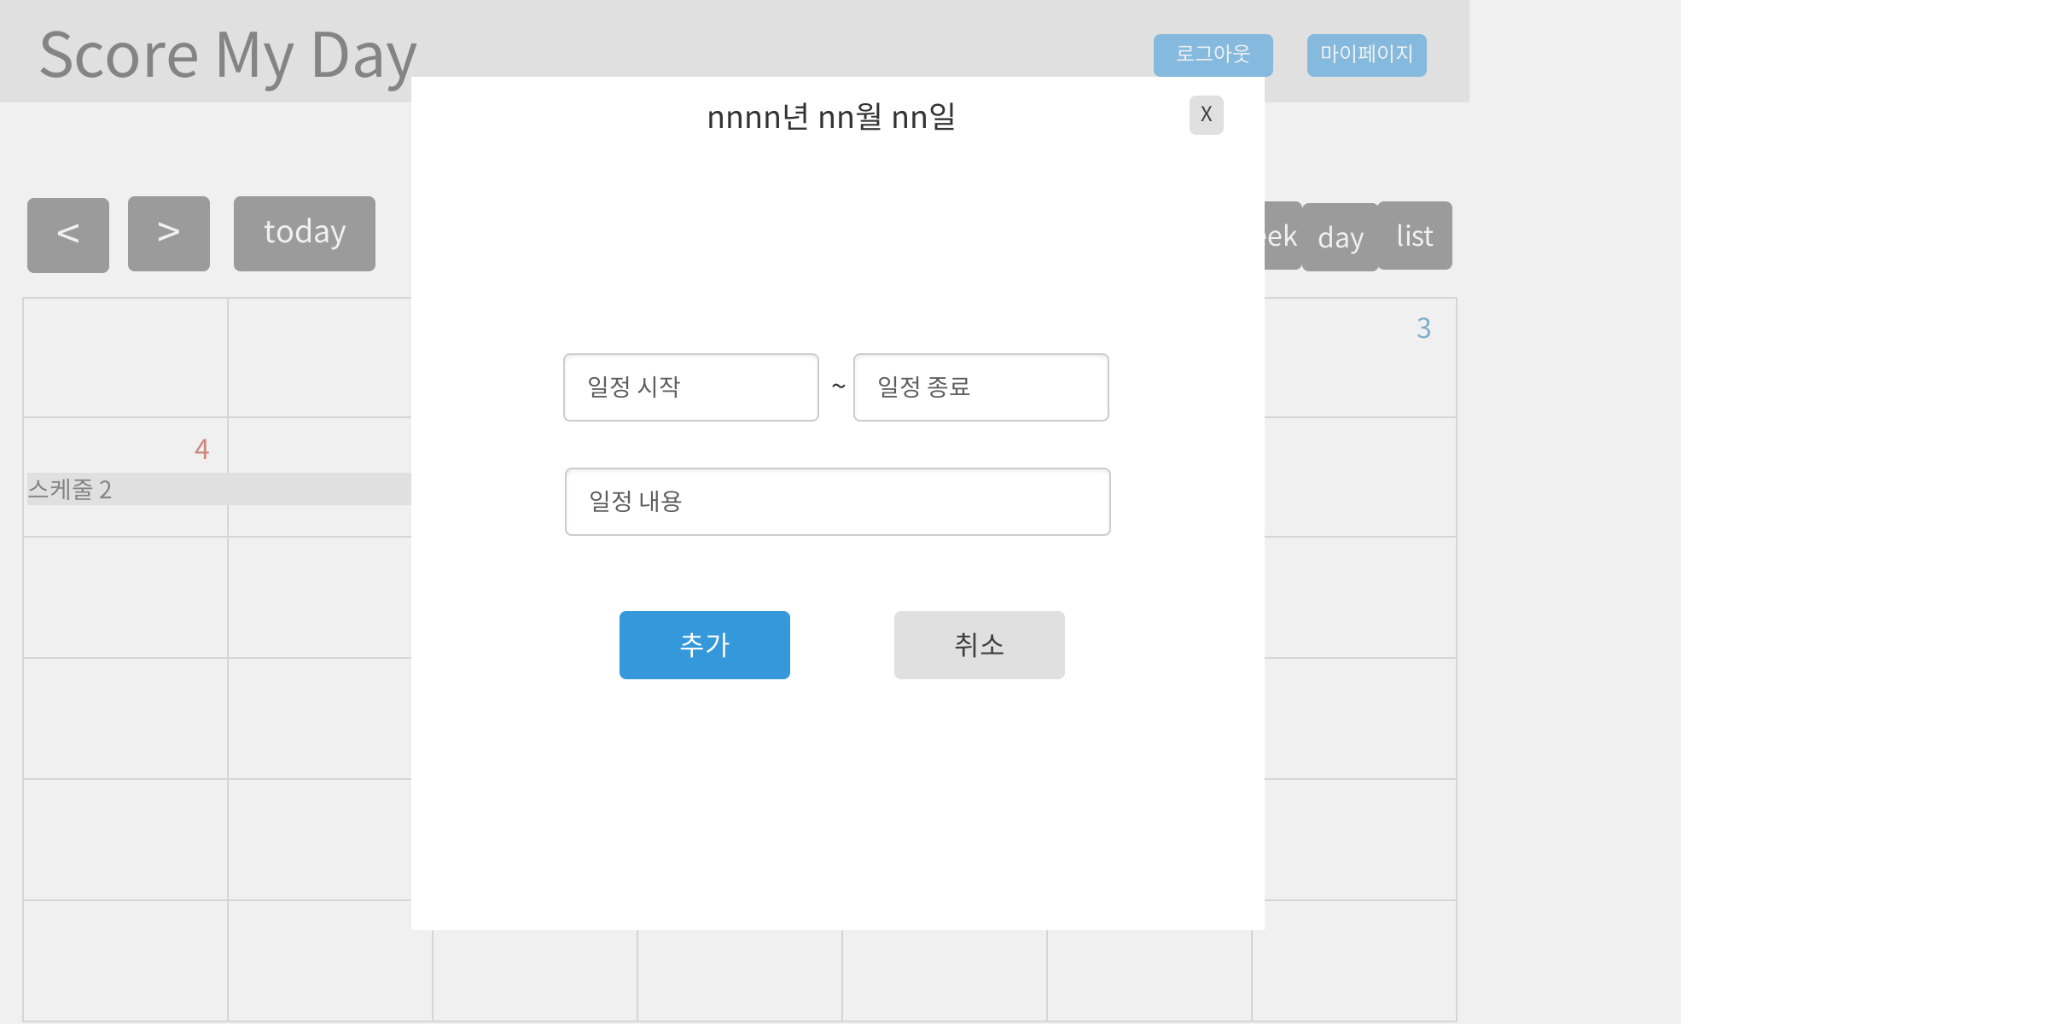 Score My Day
로그아웃
마이페이지
nnnn년 nn월 nn일
X
<
>
today
day
list
3
일정 시작
~
일정 종료
4
스케줄 2
일정 내용
추가
취소